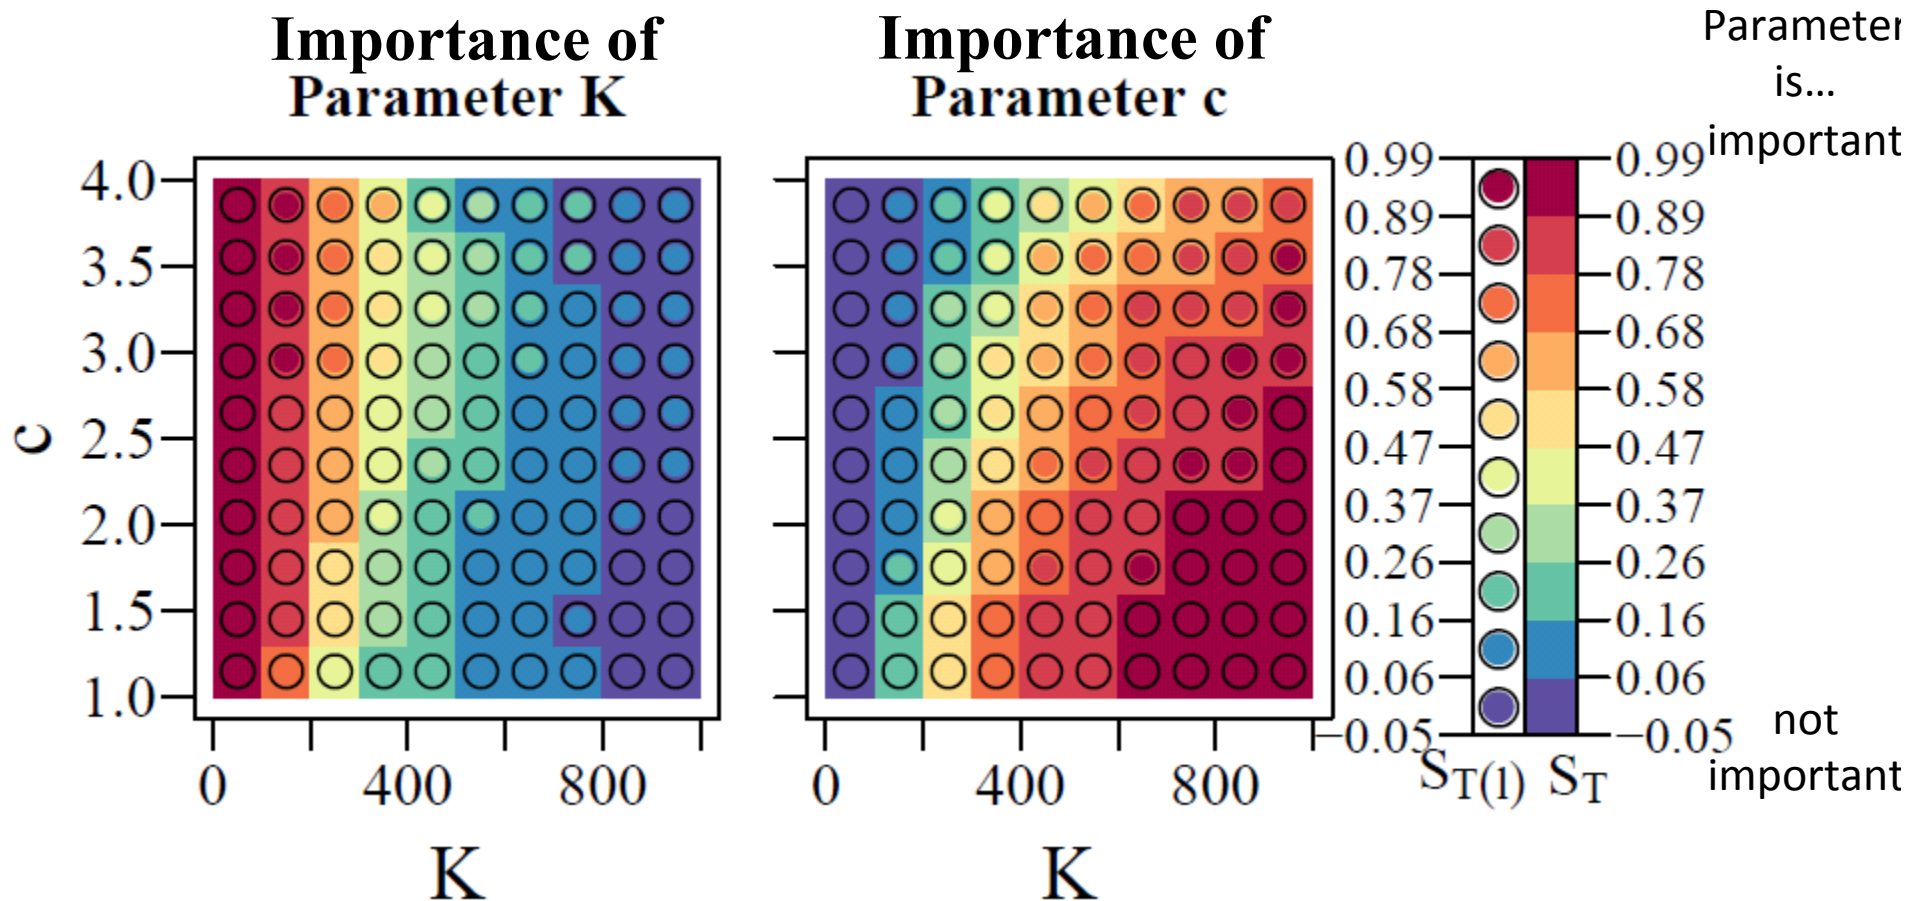 Importance of
Parameter K
Importance of
Parameter c
Parameter
is...
important
4.0
3.5
3.0
2.5
2.0
1.5
1.0
c
0 400 800
K
0 400 800
K
0.99
0.89
0.78
0.68
0.58
0.47
0.37
0.26
0.16
0.06
−0.05
S_T(l)
0.99
0.89
0.78
0.68
0.58
0.47
0.37
0.26
0.16
0.06
−0.05
S_T
not
important